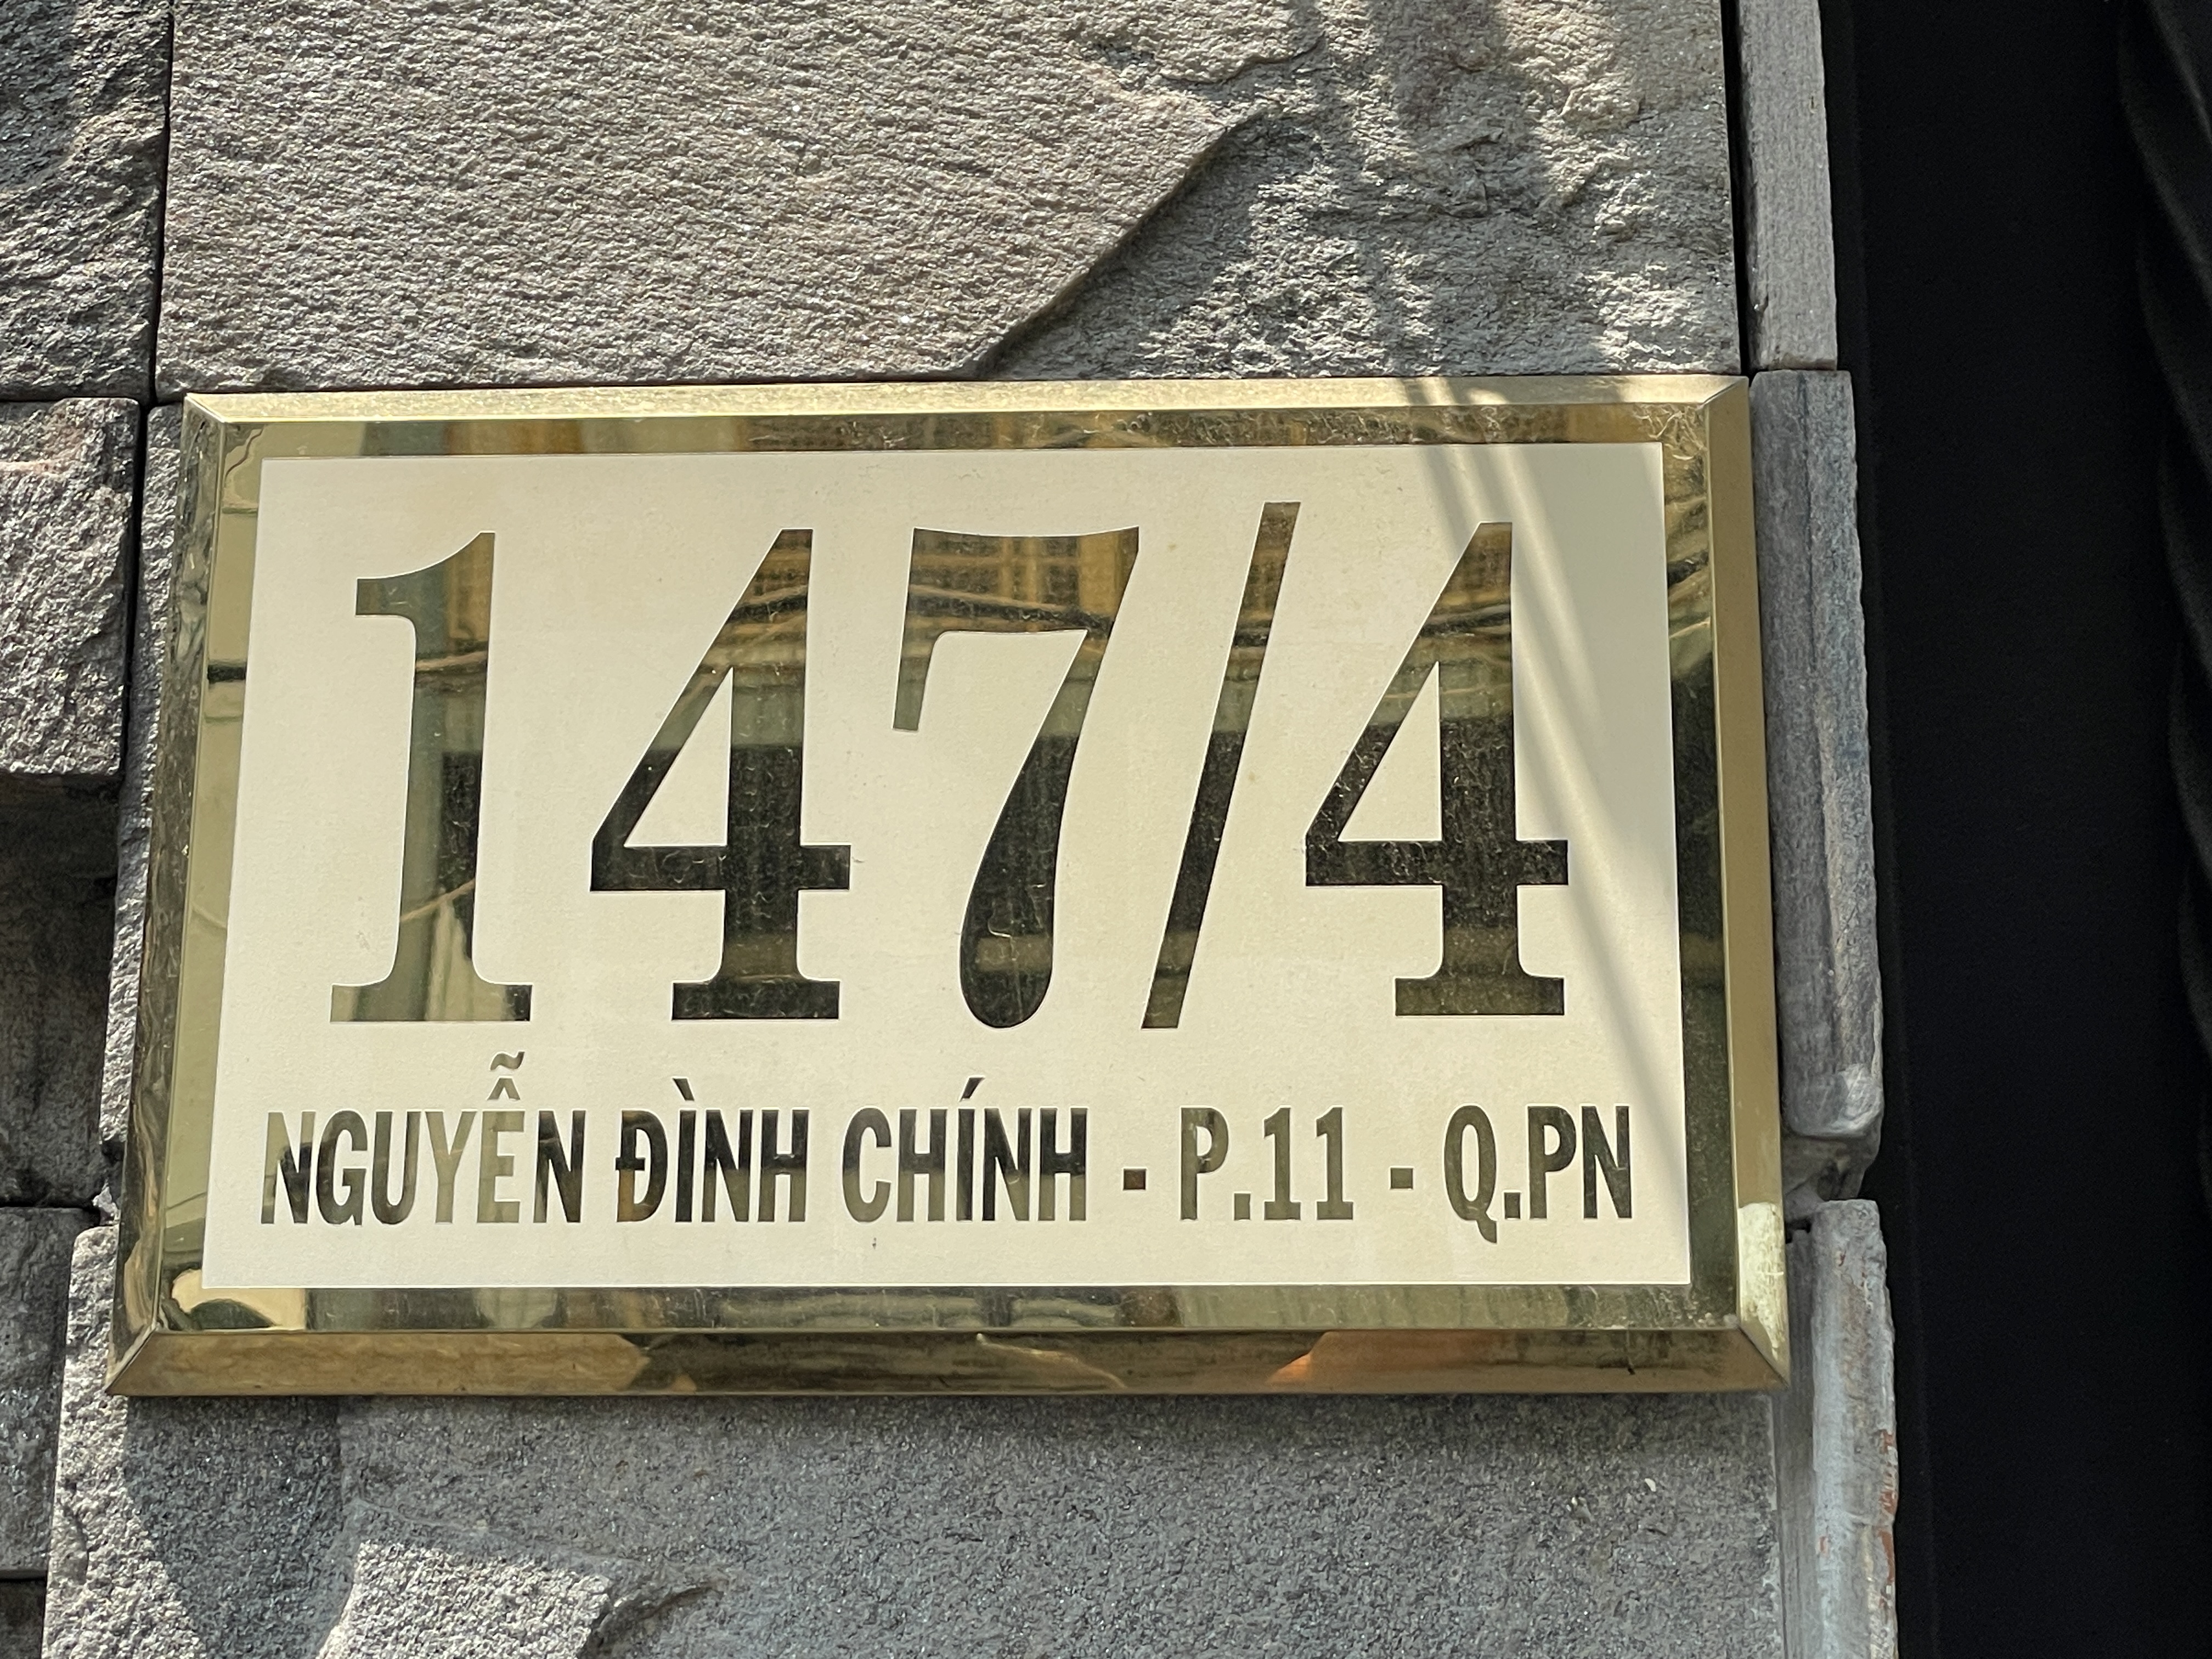 147/4
NGUYỄN ĐÌNH CHÍNH - P.11 - Q.PN